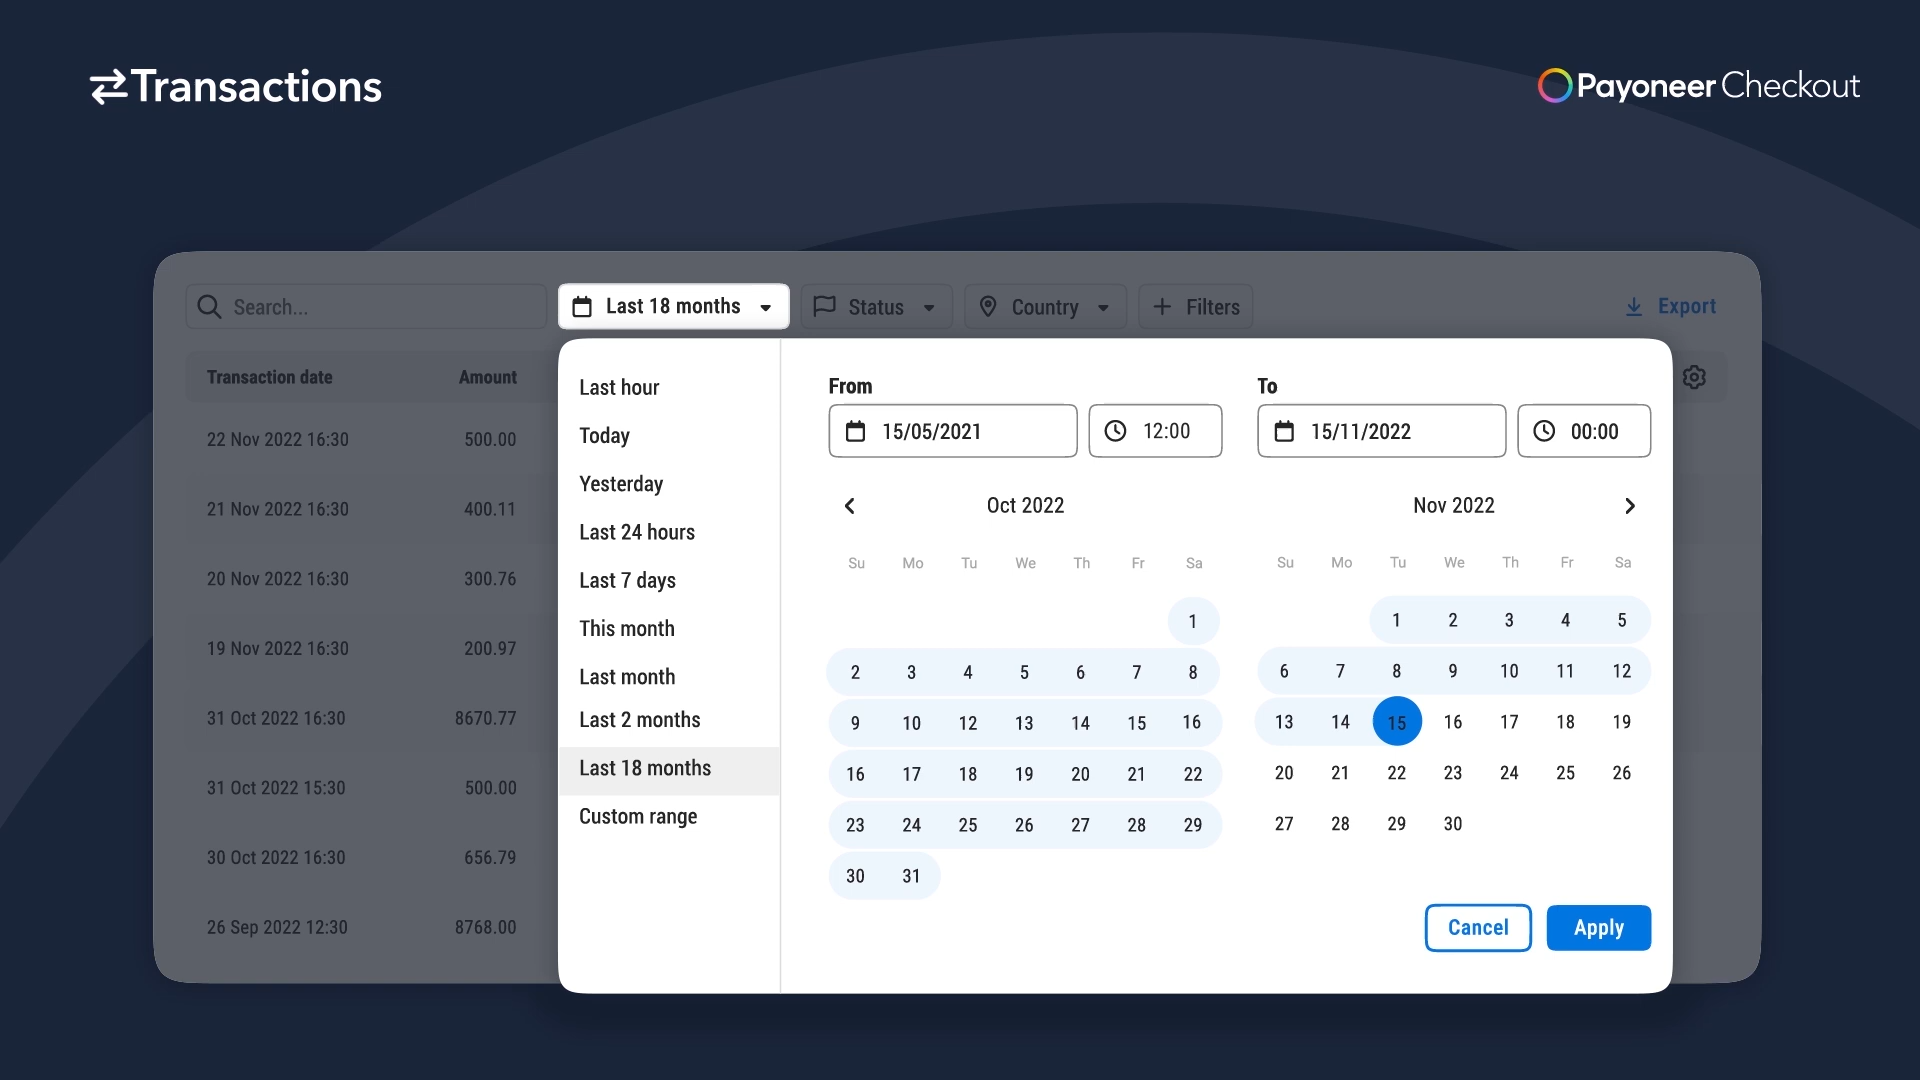 Transactions
Payoneer Checkout
Search...
Last 18 months
Status
Country
Filters
Export
Transaction date Amount
22 Nov 2022 16:30 500.00
21 Nov 2022 16:30 400.11
20 Nov 2022 16:30 300.76
19 Nov 2022 16:30 200.97
31 Oct 2022 16:30 8670.77
31 Oct 2022 15:30 500.00
30 Oct 2022 16:30 656.79
26 Sep 2022 12:30 8768.00
Last hour
Today
Yesterday
Last 24 hours
Last 7 days
This month
Last month
Last 2 months
Last 18 months
Custom range
From
15/05/2021 12:00
Oct 2022
Su Mo Tu We Th Fr Sa
1
2 3 4 5 6 7 8
9 10 12 13 14 15 16
16 17 18 19 20 21 22
23 24 25 26 27 28 29
30 31
To
15/11/2022 00:00
Nov 2022
Su Mo Tu We Th Fr Sa
1 2 3 4 5
6 7 8 9 10 11 12
13 14 15 16 17 18 19
20 21 22 23 24 25 26
27 28 29 30
Cancel
Apply